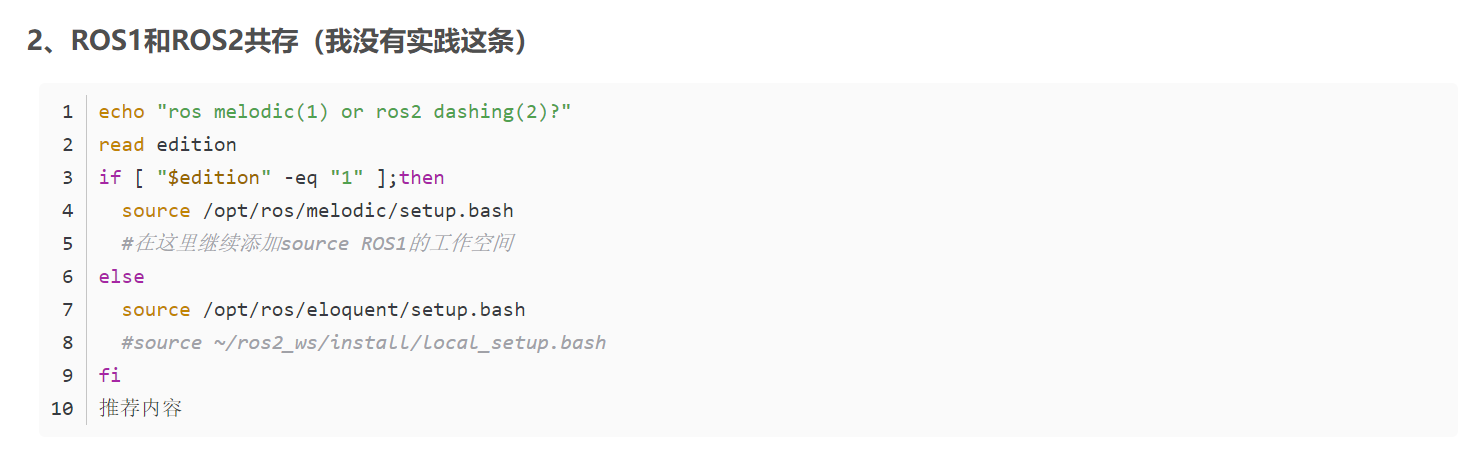 2、ROS1和ROS2共存（我没有实践这条）
1 echo "ros melodic(1) or ros2 dashing(2)?"
2 read edition
3 if [ "$edition" -eq "1" ];then
4   source /opt/ros/melodic/setup.bash
5   #在这里继续添加source ROS1的工作空间
6 else
7   source /opt/ros/eloquent/setup.bash
8   #source ~/ros2_ws/install/local_setup.bash
9 fi
10 推荐内容